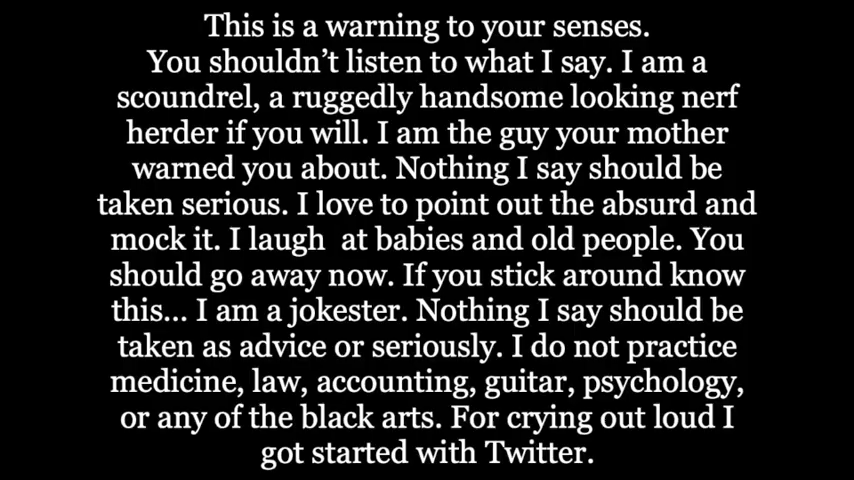 This is a warning to your senses.
You shouldn’t listen to what I say. I am a
scoundrel, a ruggedly handsome looking nerf
herder if you will. I am the guy your mother
warned you about. Nothing I say should be
taken serious. I love to point out the absurd and
mock it. I laugh  at babies and old people. You
should go away now. If you stick around know
this... I am a jokester. Nothing I say should be
taken as advice or seriously. I do not practice
medicine, law, accounting, guitar, psychology,
or any of the black arts. For crying out loud I
got started with Twitter.